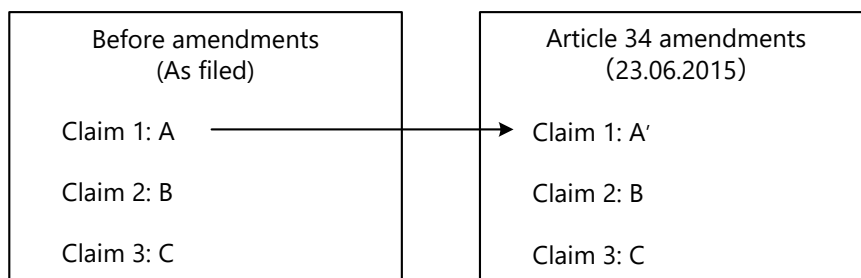 Before amendments
(As filed)
Claim 1: A
Claim 2: B
Claim 3: C
Article 34 amendments
（23.06.2015）
Claim 1: A′
Claim 2: B
Claim 3: C